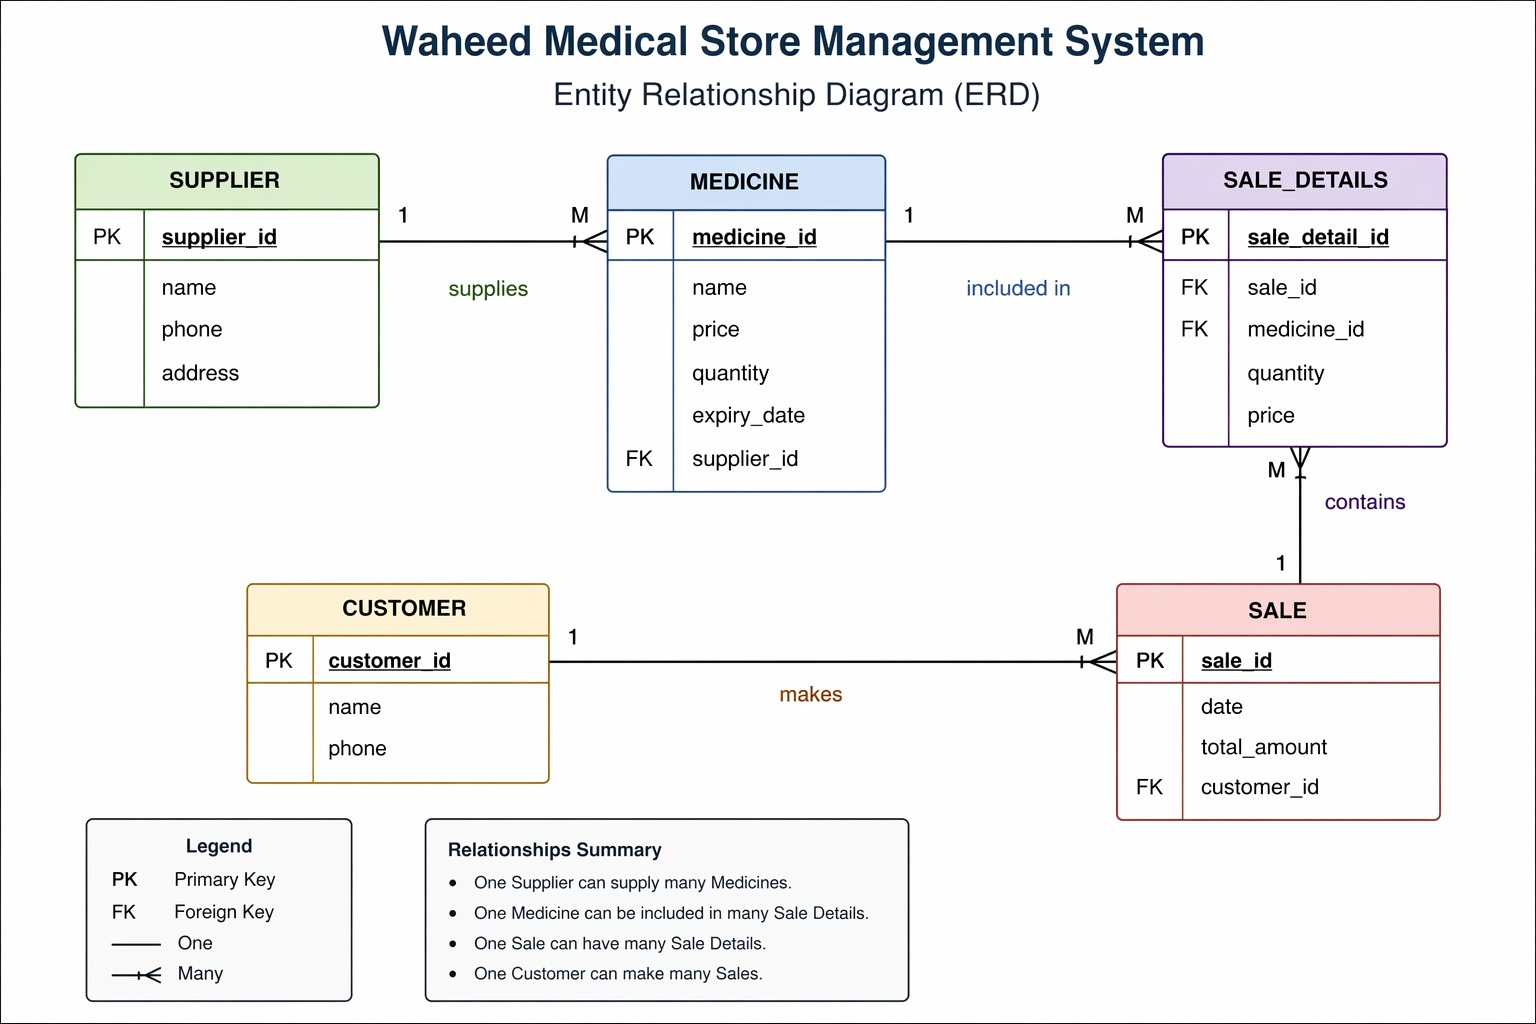 Waheed Medical Store Management System
Entity Relationship Diagram (ERD)
SUPPLIER
PK supplier_id
name
phone
address
1 M
supplies
MEDICINE
PK medicine_id
name
price
quantity
expiry_date
FK supplier_id
1 M
included in
SALE_DETAILS
PK sale_detail_id
FK sale_id
FK medicine_id
quantity
price
M
contains
1
CUSTOMER
PK customer_id
name
phone
1 M
makes
SALE
PK sale_id
date
total_amount
FK customer_id
Legend
PK Primary Key
FK Foreign Key
One
Many
Relationships Summary
• One Supplier can supply many Medicines.
• One Medicine can be included in many Sale Details.
• One Sale can have many Sale Details.
• One Customer can make many Sales.